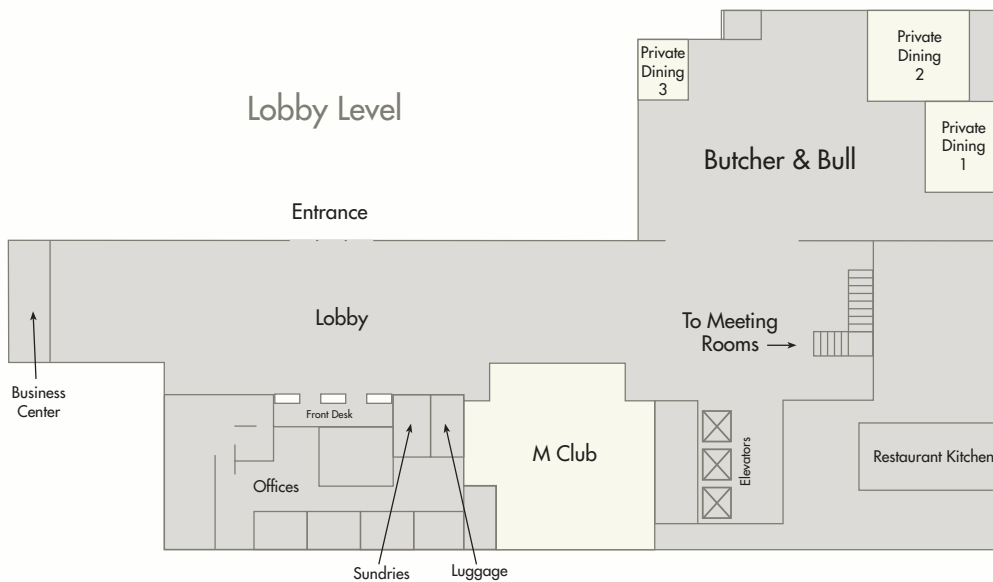 Private
Dining
3
Private
Dining
2
Lobby Level
Private
Dining
1
Butcher & Bull
Entrance
Lobby
To Meeting
Rooms
Business
Center
Front Desk
M Club
Elevators
Restaurant Kitchen
Offices
Sundries
Luggage